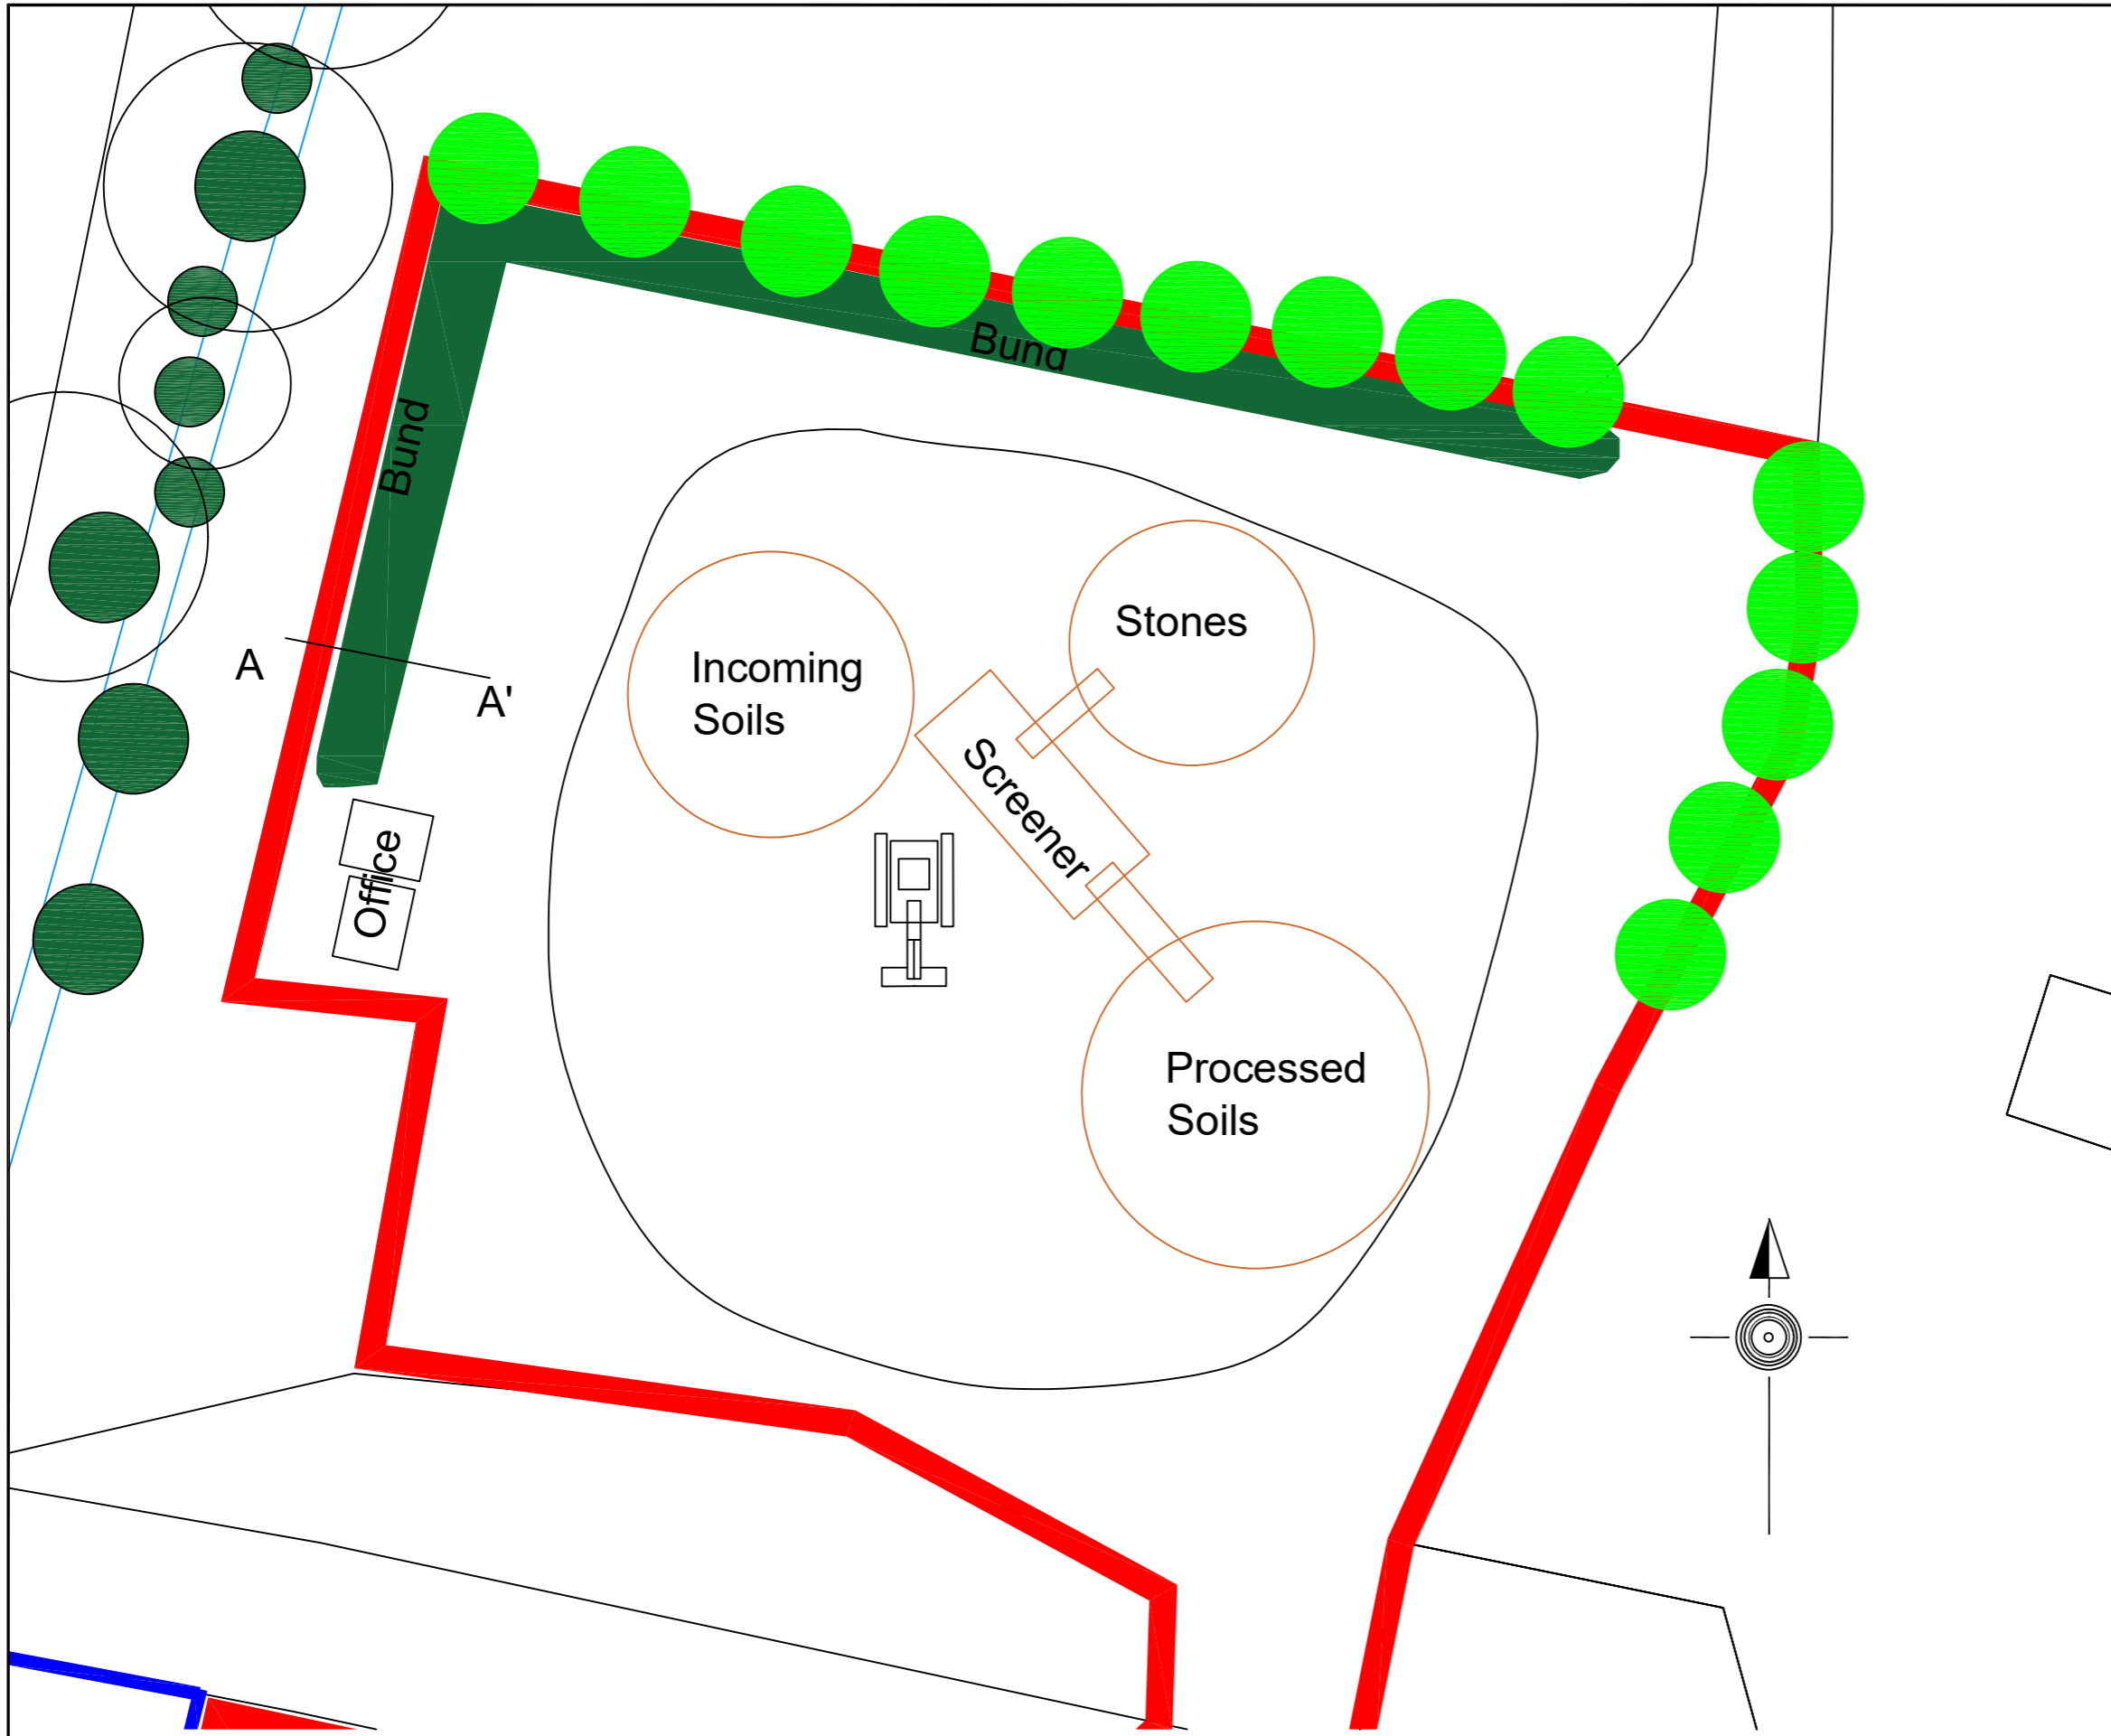 Bund
Bund
Stones
Incoming
Soils
A
A'
Screener
Office
Processed
Soils